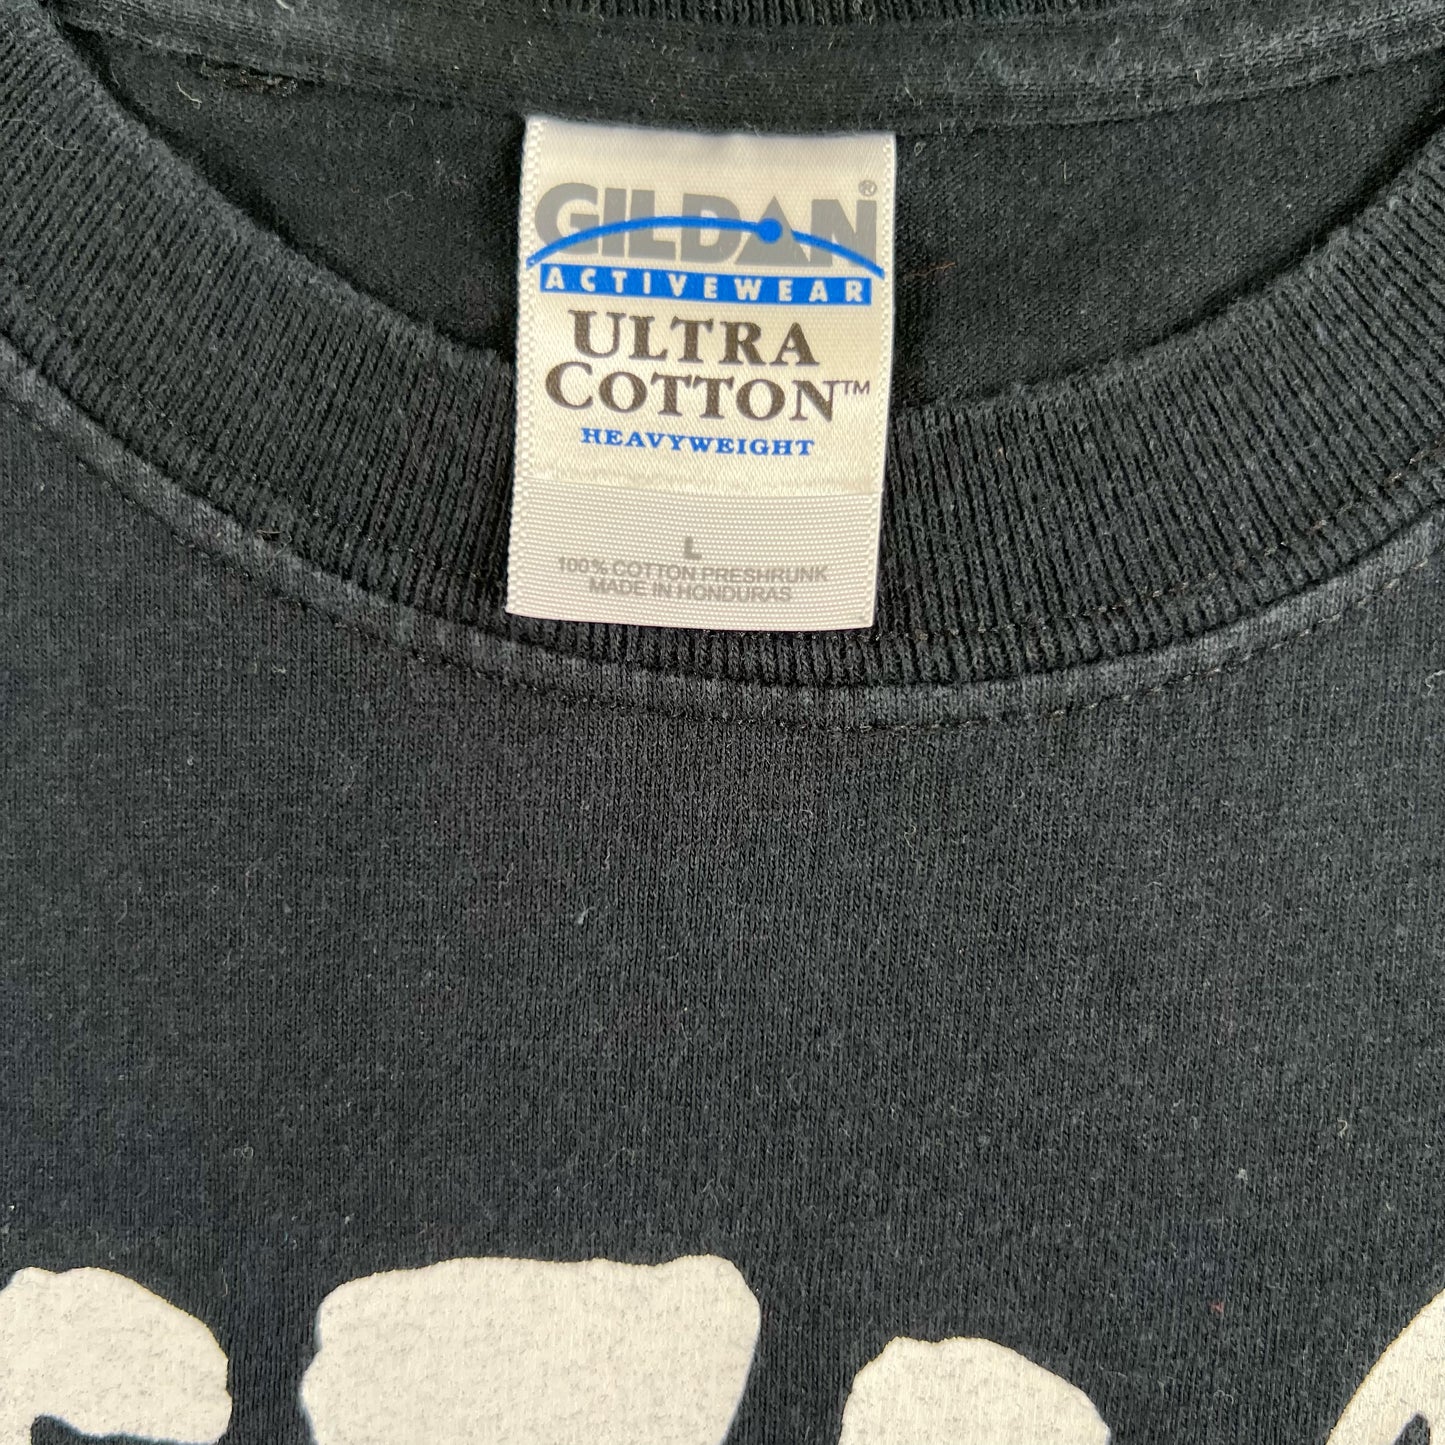 GILDAN®
ACTIVEWEAR
ULTRA
COTTON™
HEAVYWEIGHT
L
100% COTTON PRESHRUNK
MADE IN HONDURAS